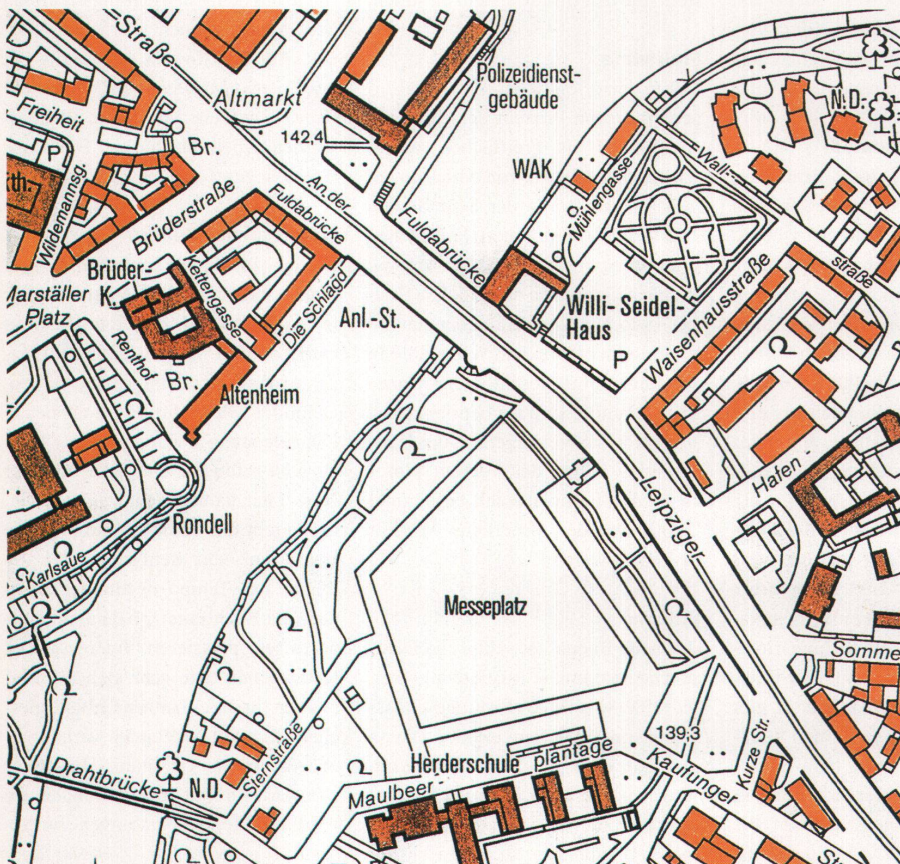 Straße
Altmarkt
Polizeidienst-
gebäude
N.D.
Freiheit
142,4
P
Br.
Wildemannsg.
WAK
Mühlengasse
Wall-
An der
Fuldabrücke
Fuldabrücke
Brüderstraße
Kettengasse
Brüder-
K.
Marställer
Platz
Renthof
Br.
Die Schlagd
Anl.-St.
Altenheim
Willi-Seidel-
Haus
P
Waisenhausstraße
straße
Hafen-
Leipziger
Rondell
Karlsaue
Messeplatz
Somme
139,3
Sternstraße
Herderschule
Maulbeer-
plantage
Kaufunger
Kurze Str.
Drahtbrücke
N.D.